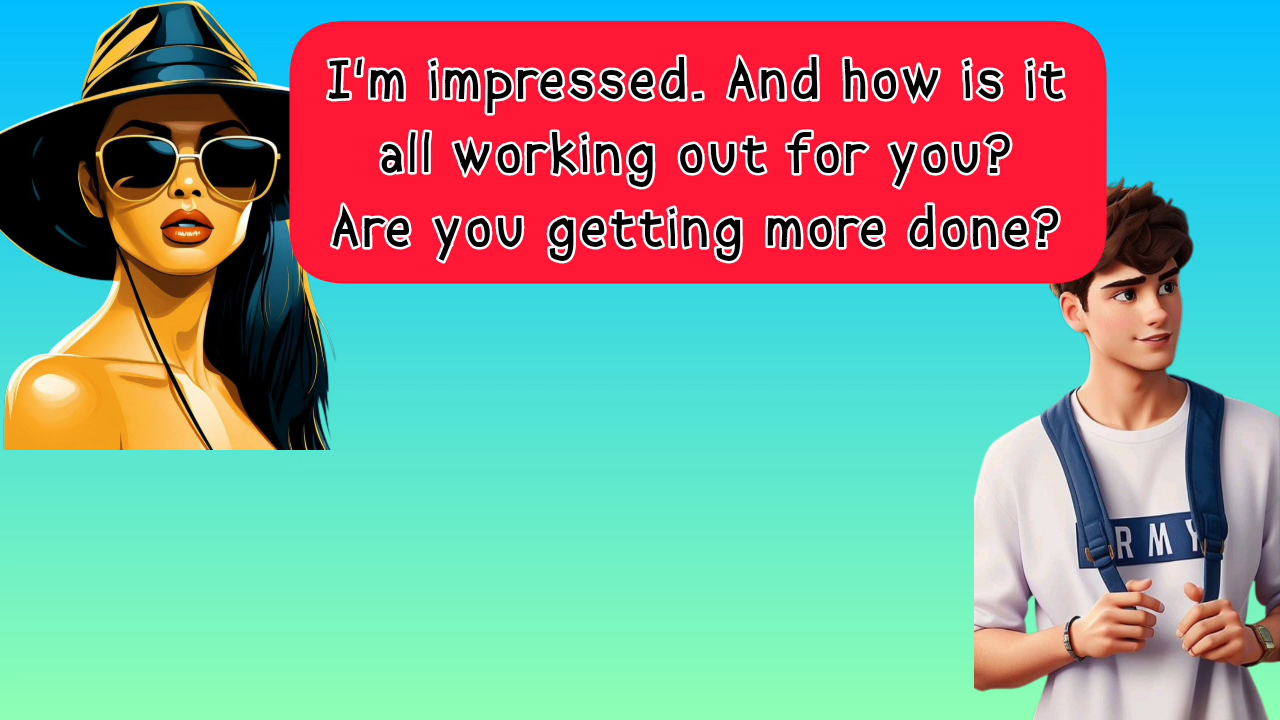 I'm impressed. And how is it
all working out for you?
Are you getting more done?
RMY